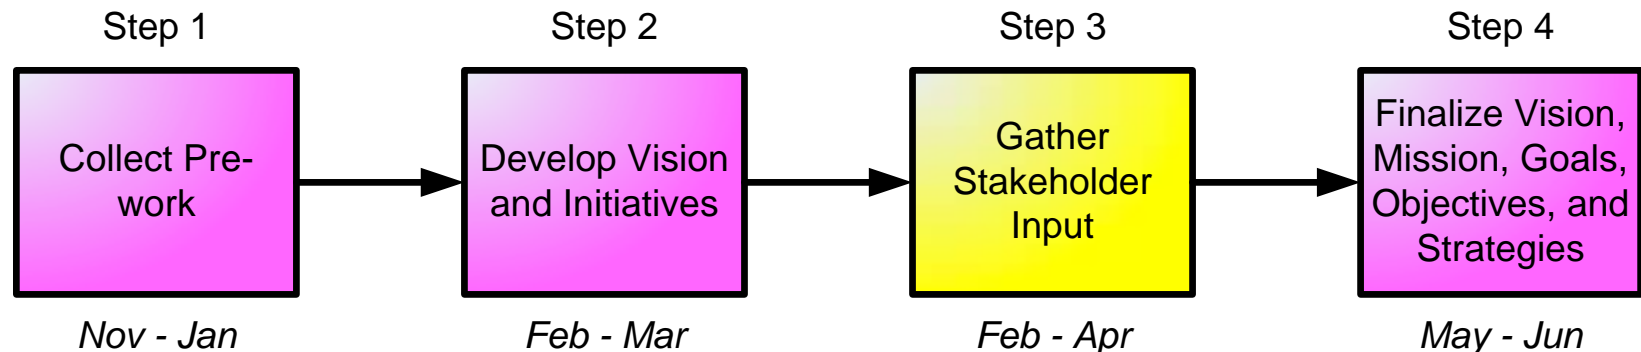 Step 1
Step 2
Step 3
Step 4
Collect Pre-
work
Develop Vision
and Initiatives
Gather
Stakeholder
Input
Finalize Vision,
Mission, Goals,
Objectives, and
Strategies
Nov - Jan
Feb - Mar
Feb - Apr
May - Jun